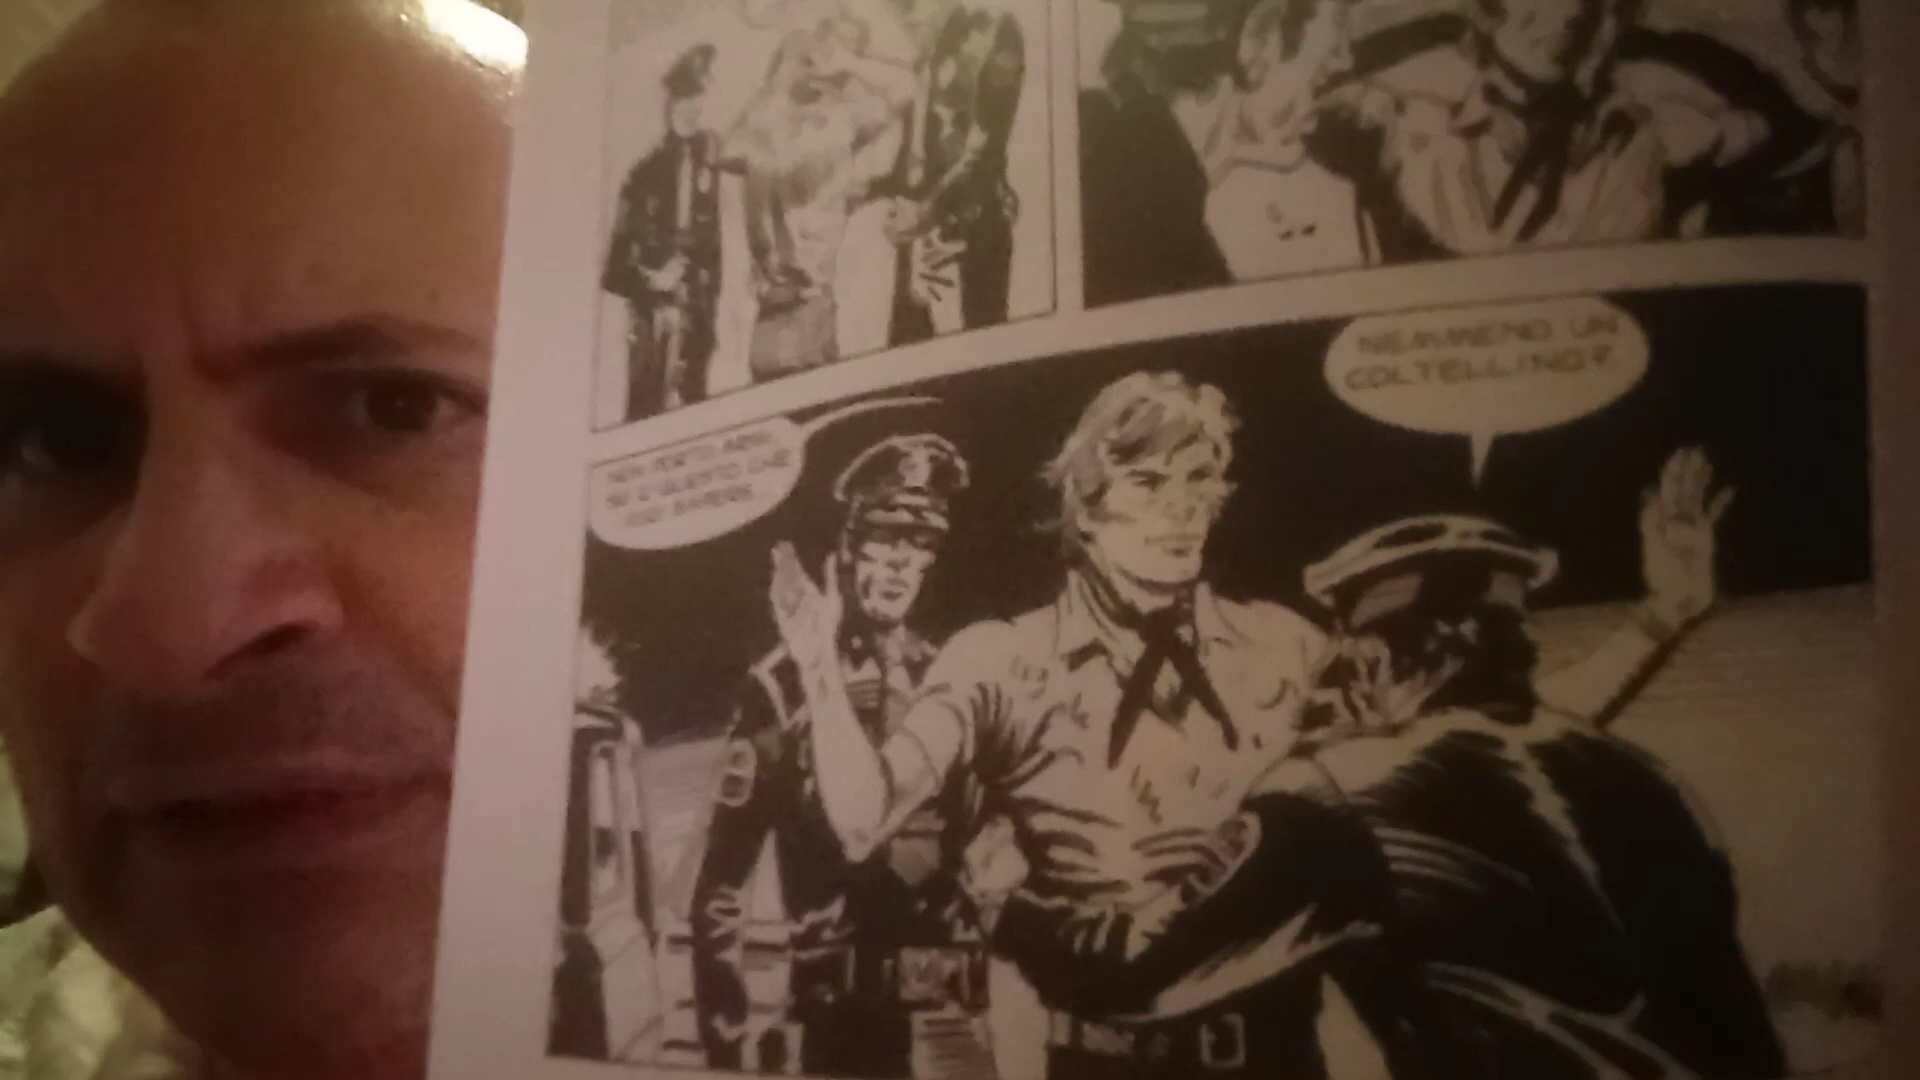 NON PORTO ARMI,
SE È QUESTO CHE
VUOI SAPERE.
NEMMENO UN
COLTELLINO?